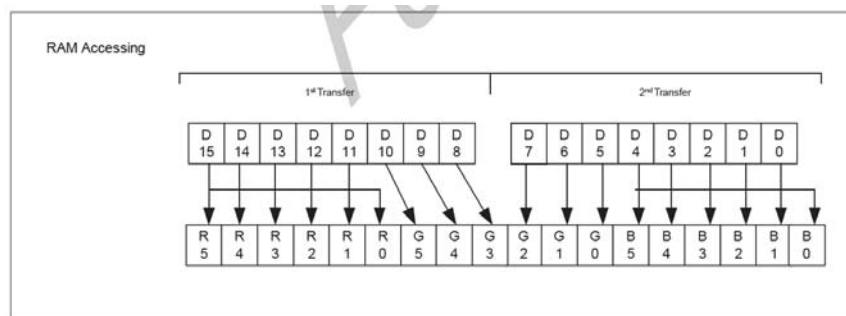 RAM Accessing
1st Transfer 2nd Transfer
D D D D D D D D D D D D D D D D
15 14 13 12 11 10 9 8 7 6 5 4 3 2 1 0
R R R R R R G G G G G G B B B B B B
5 4 3 2 1 0 5 4 3 2 1 0 5 4 3 2 1 0